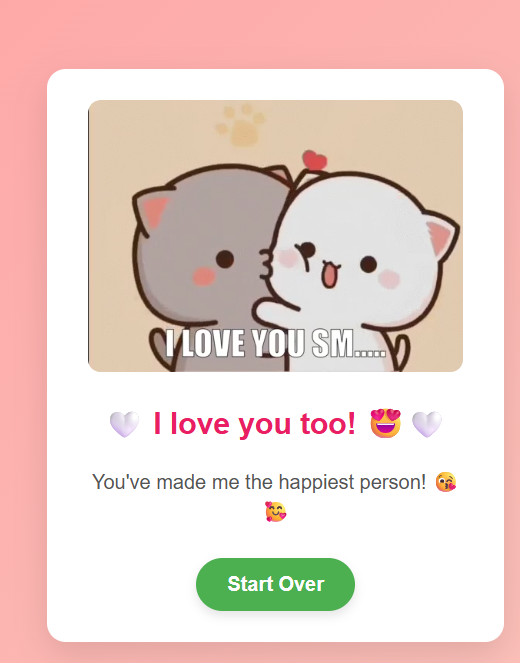 I LOVE YOU SM.....
🤍 I love you too! 😍 🤍
You've made me the happiest person! 😘
🥰
Start Over